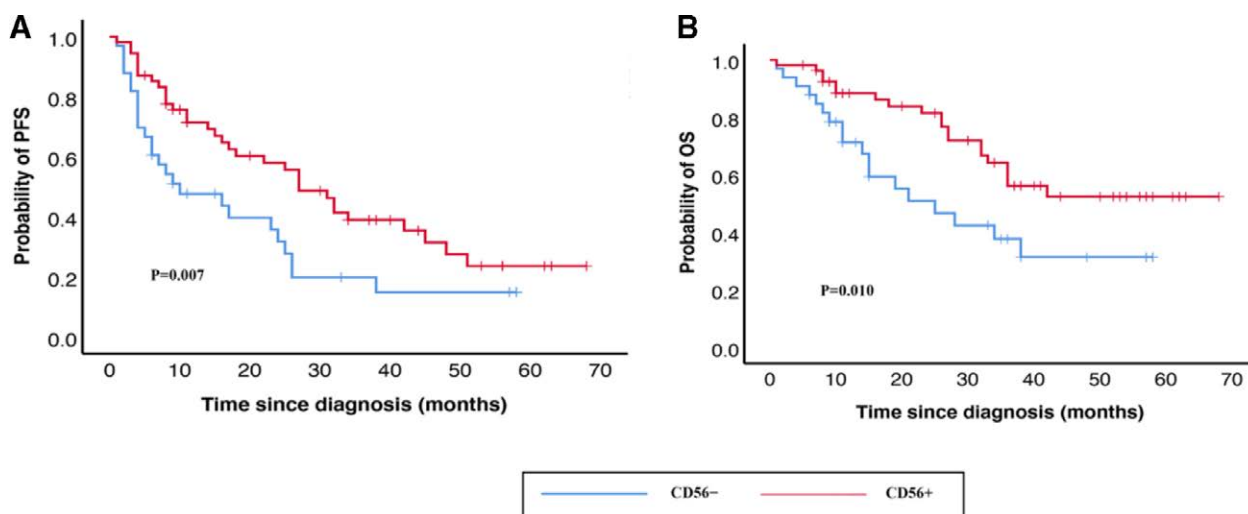 A
Probability of PFS
1.0
0.8
0.6
0.4
0.2
0.0
P=0.007
0 10 20 30 40 50 60 70
Time since diagnosis (months)
B
Probability of OS
1.0
0.8
0.6
0.4
0.2
0.0
P=0.010
0 10 20 30 40 50 60 70
Time since diagnosis (months)
CD56− CD56+